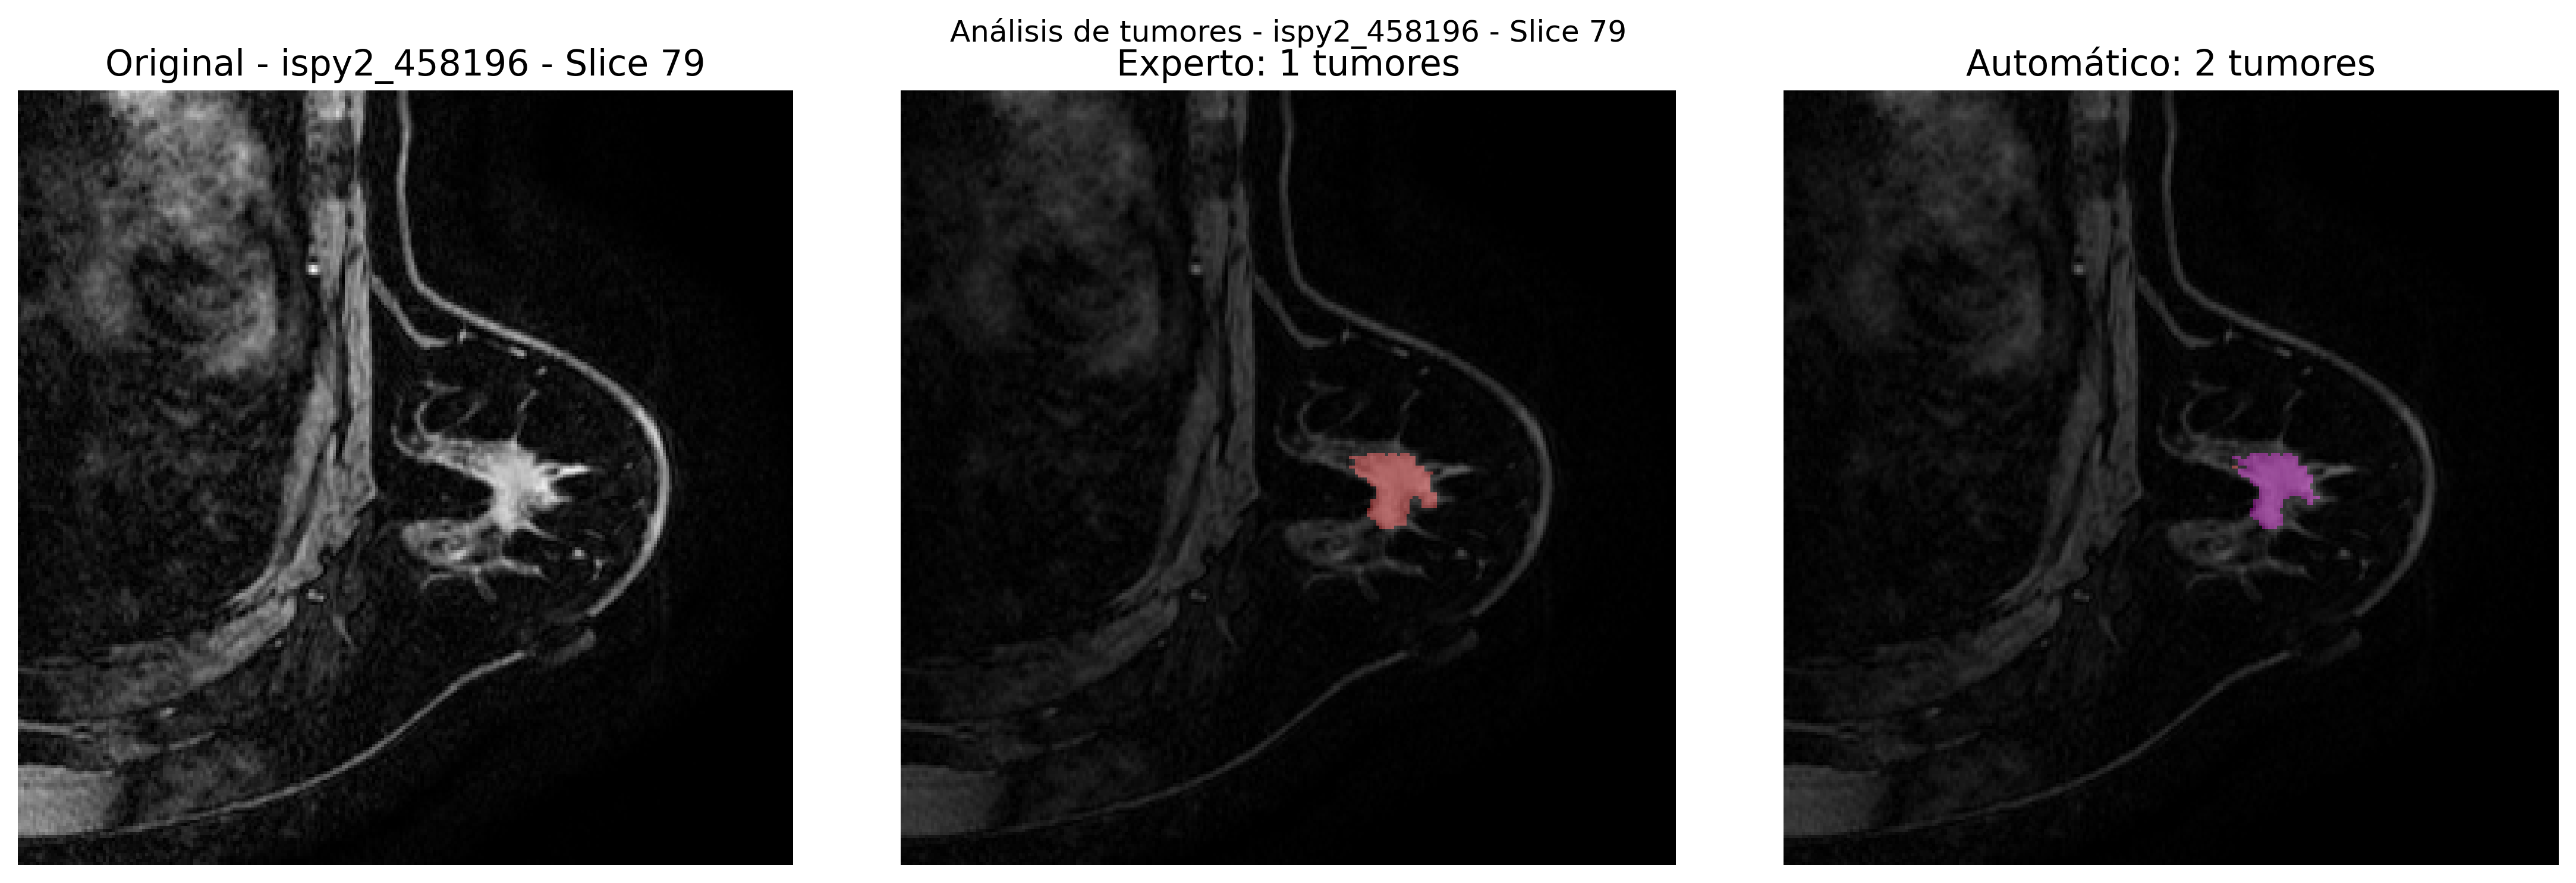 Análisis de tumores - ispy2_458196 - Slice 79
Original - ispy2_458196 - Slice 79
Experto: 1 tumores
Automático: 2 tumores